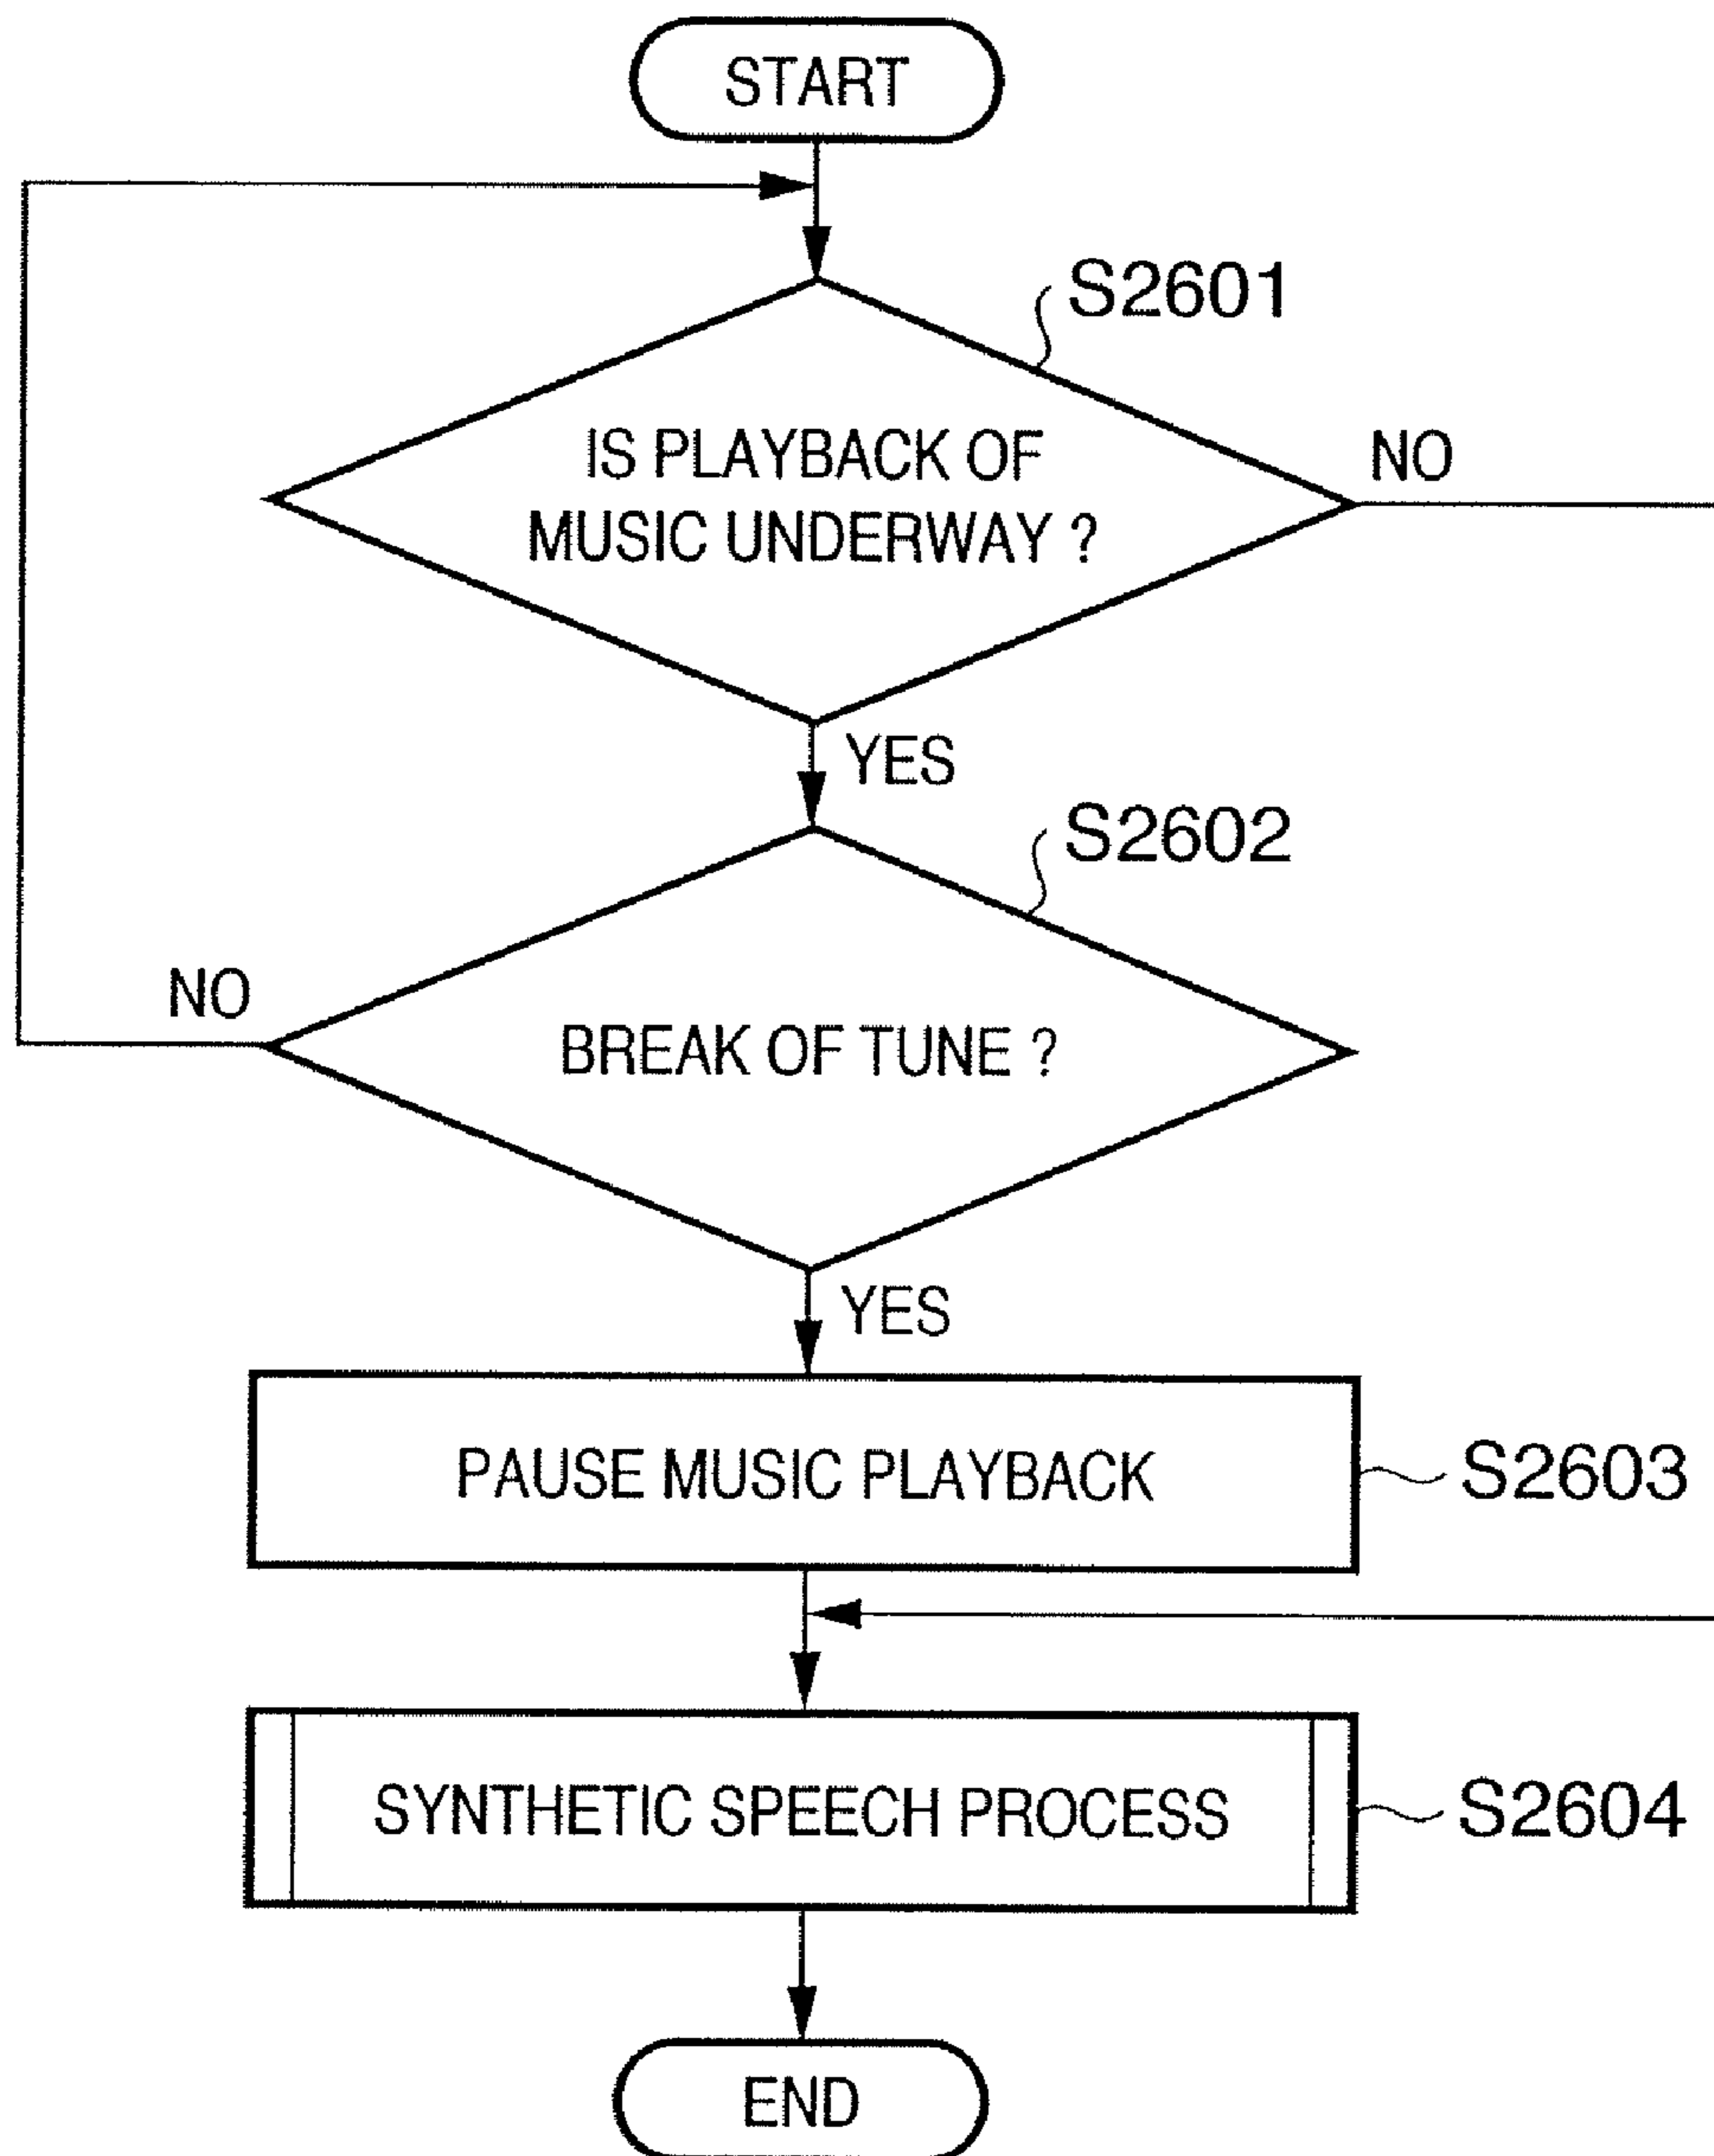 START
S2601
IS PLAYBACK OF
MUSIC UNDERWAY ?
NO
YES
S2602
NO
BREAK OF TUNE ?
YES
PAUSE MUSIC PLAYBACK
S2603
SYNTHETIC SPEECH PROCESS
S2604
END